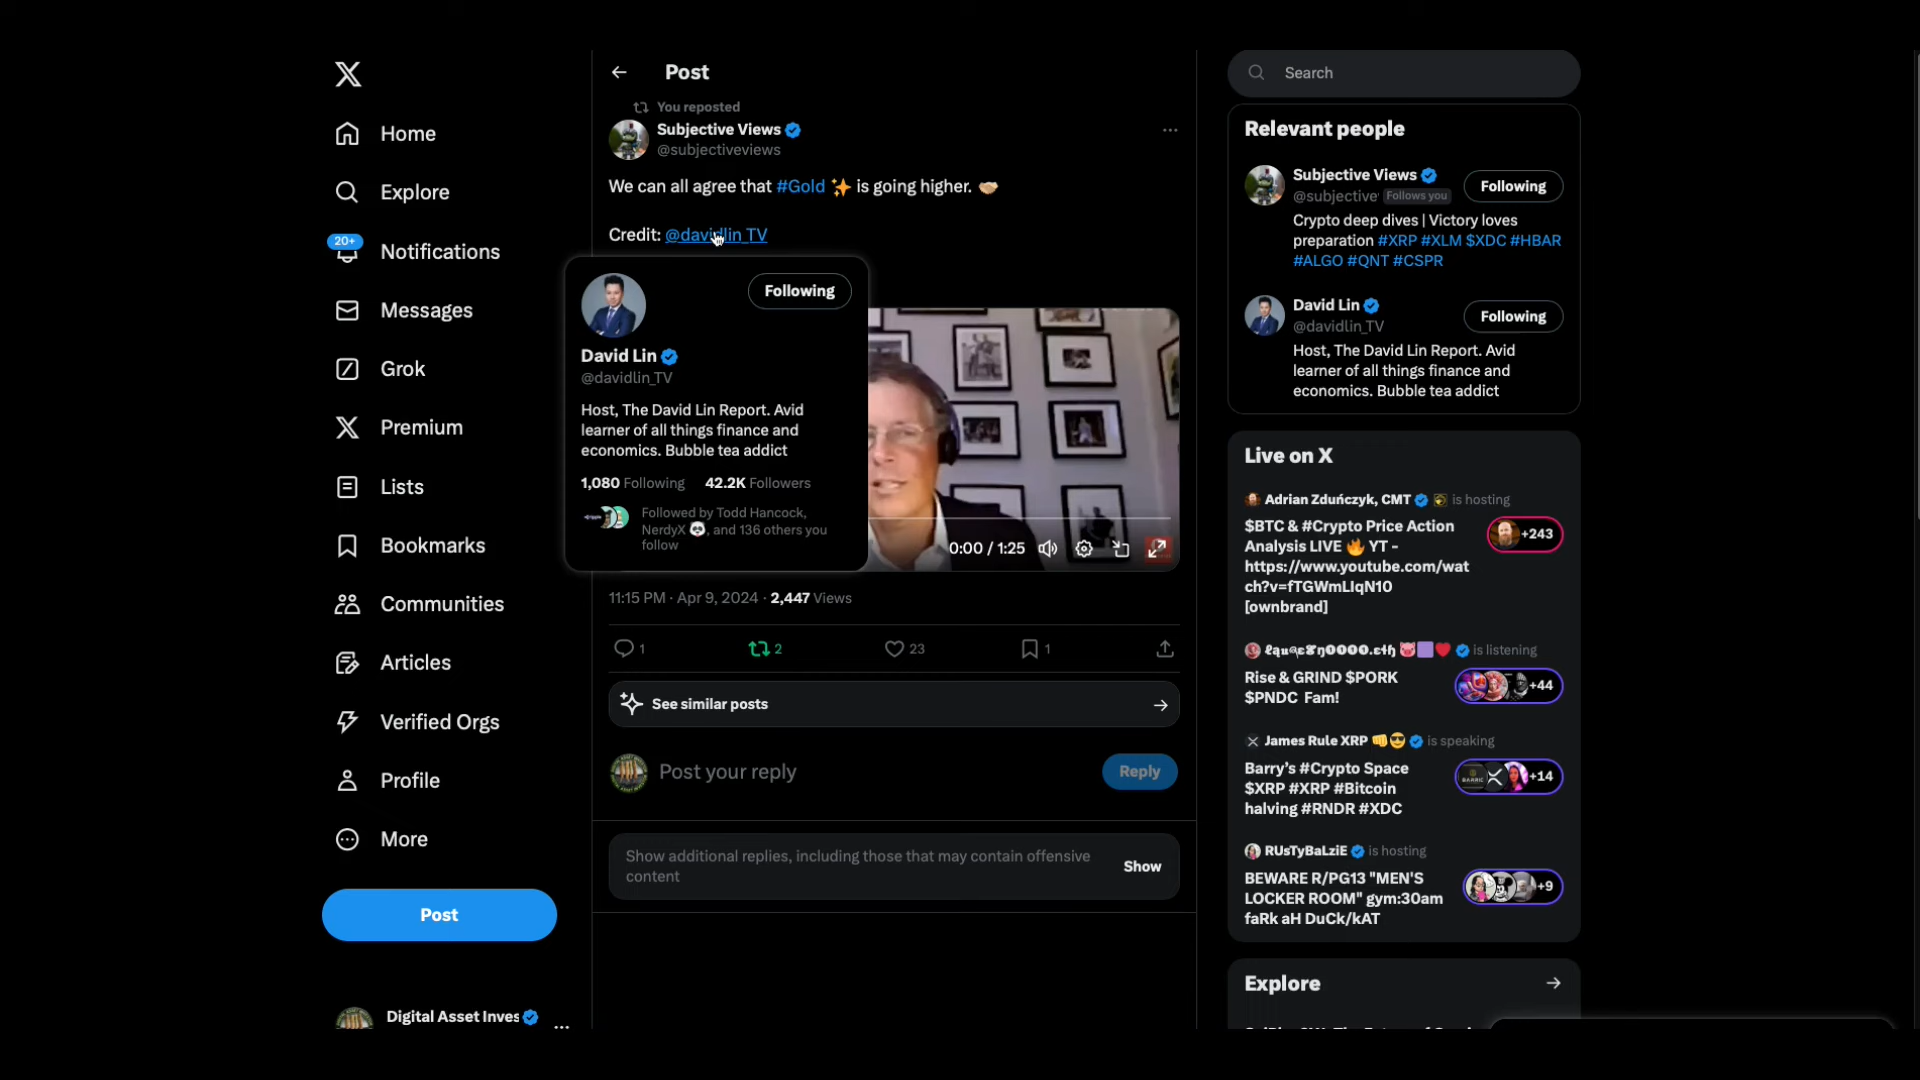 Home
Explore
20+
Notifications
Messages
Grok
Premium
Lists
Bookmarks
Communities
Articles
Verified Orgs
Profile
More
Post
Digital Asset Inves
Post
You reposted
Subjective Views
@subjectiveviews
We can all agree that #Gold ✨ is going higher. 🤝
Credit: @davidlin_TV
Following
David Lin
@davidlin_TV
Host, The David Lin Report. Avid
learner of all things finance and
economics. Bubble tea addict
1,080 Following 42.2K Followers
Followed by Todd Hancock,
NerdyX 🐼, and 136 others you
follow
0:00 / 1:25
11:15 PM · Apr 9, 2024 · 2,447 Views
1
2
23
1
See similar posts
Post your reply
Reply
Show additional replies, including those that may contain offensive
content
Show
Search
Relevant people
Subjective Views
@subjective Follows you
Following
Crypto deep dives | Victory loves
preparation #XRP #XLM $XDC #HBAR
#ALGO #QNT #CSPR
David Lin
@davidlin_TV
Following
Host, The David Lin Report. Avid
learner of all things finance and
economics. Bubble tea addict
Live on X
Adrian Zduńczyk, CMT is hosting
$BTC & #Crypto Price Action
Analysis LIVE 🔥 YT -
https://www.youtube.com/wat
ch?v=fTGWmLIqN10
[ownbrand]
+243
is listening
Rise & GRIND $PORK
$PNDC Fam!
+44
James Rule XRP 👊😎 is speaking
Barry's #Crypto Space
$XRP #XRP #Bitcoin
halving #RNDR #XDC
+14
RUsTyBaLziE is hosting
BEWARE R/PG13 "MEN'S
LOCKER ROOM" gym:30am
faRk aH DuCk/kAT
+9
Explore